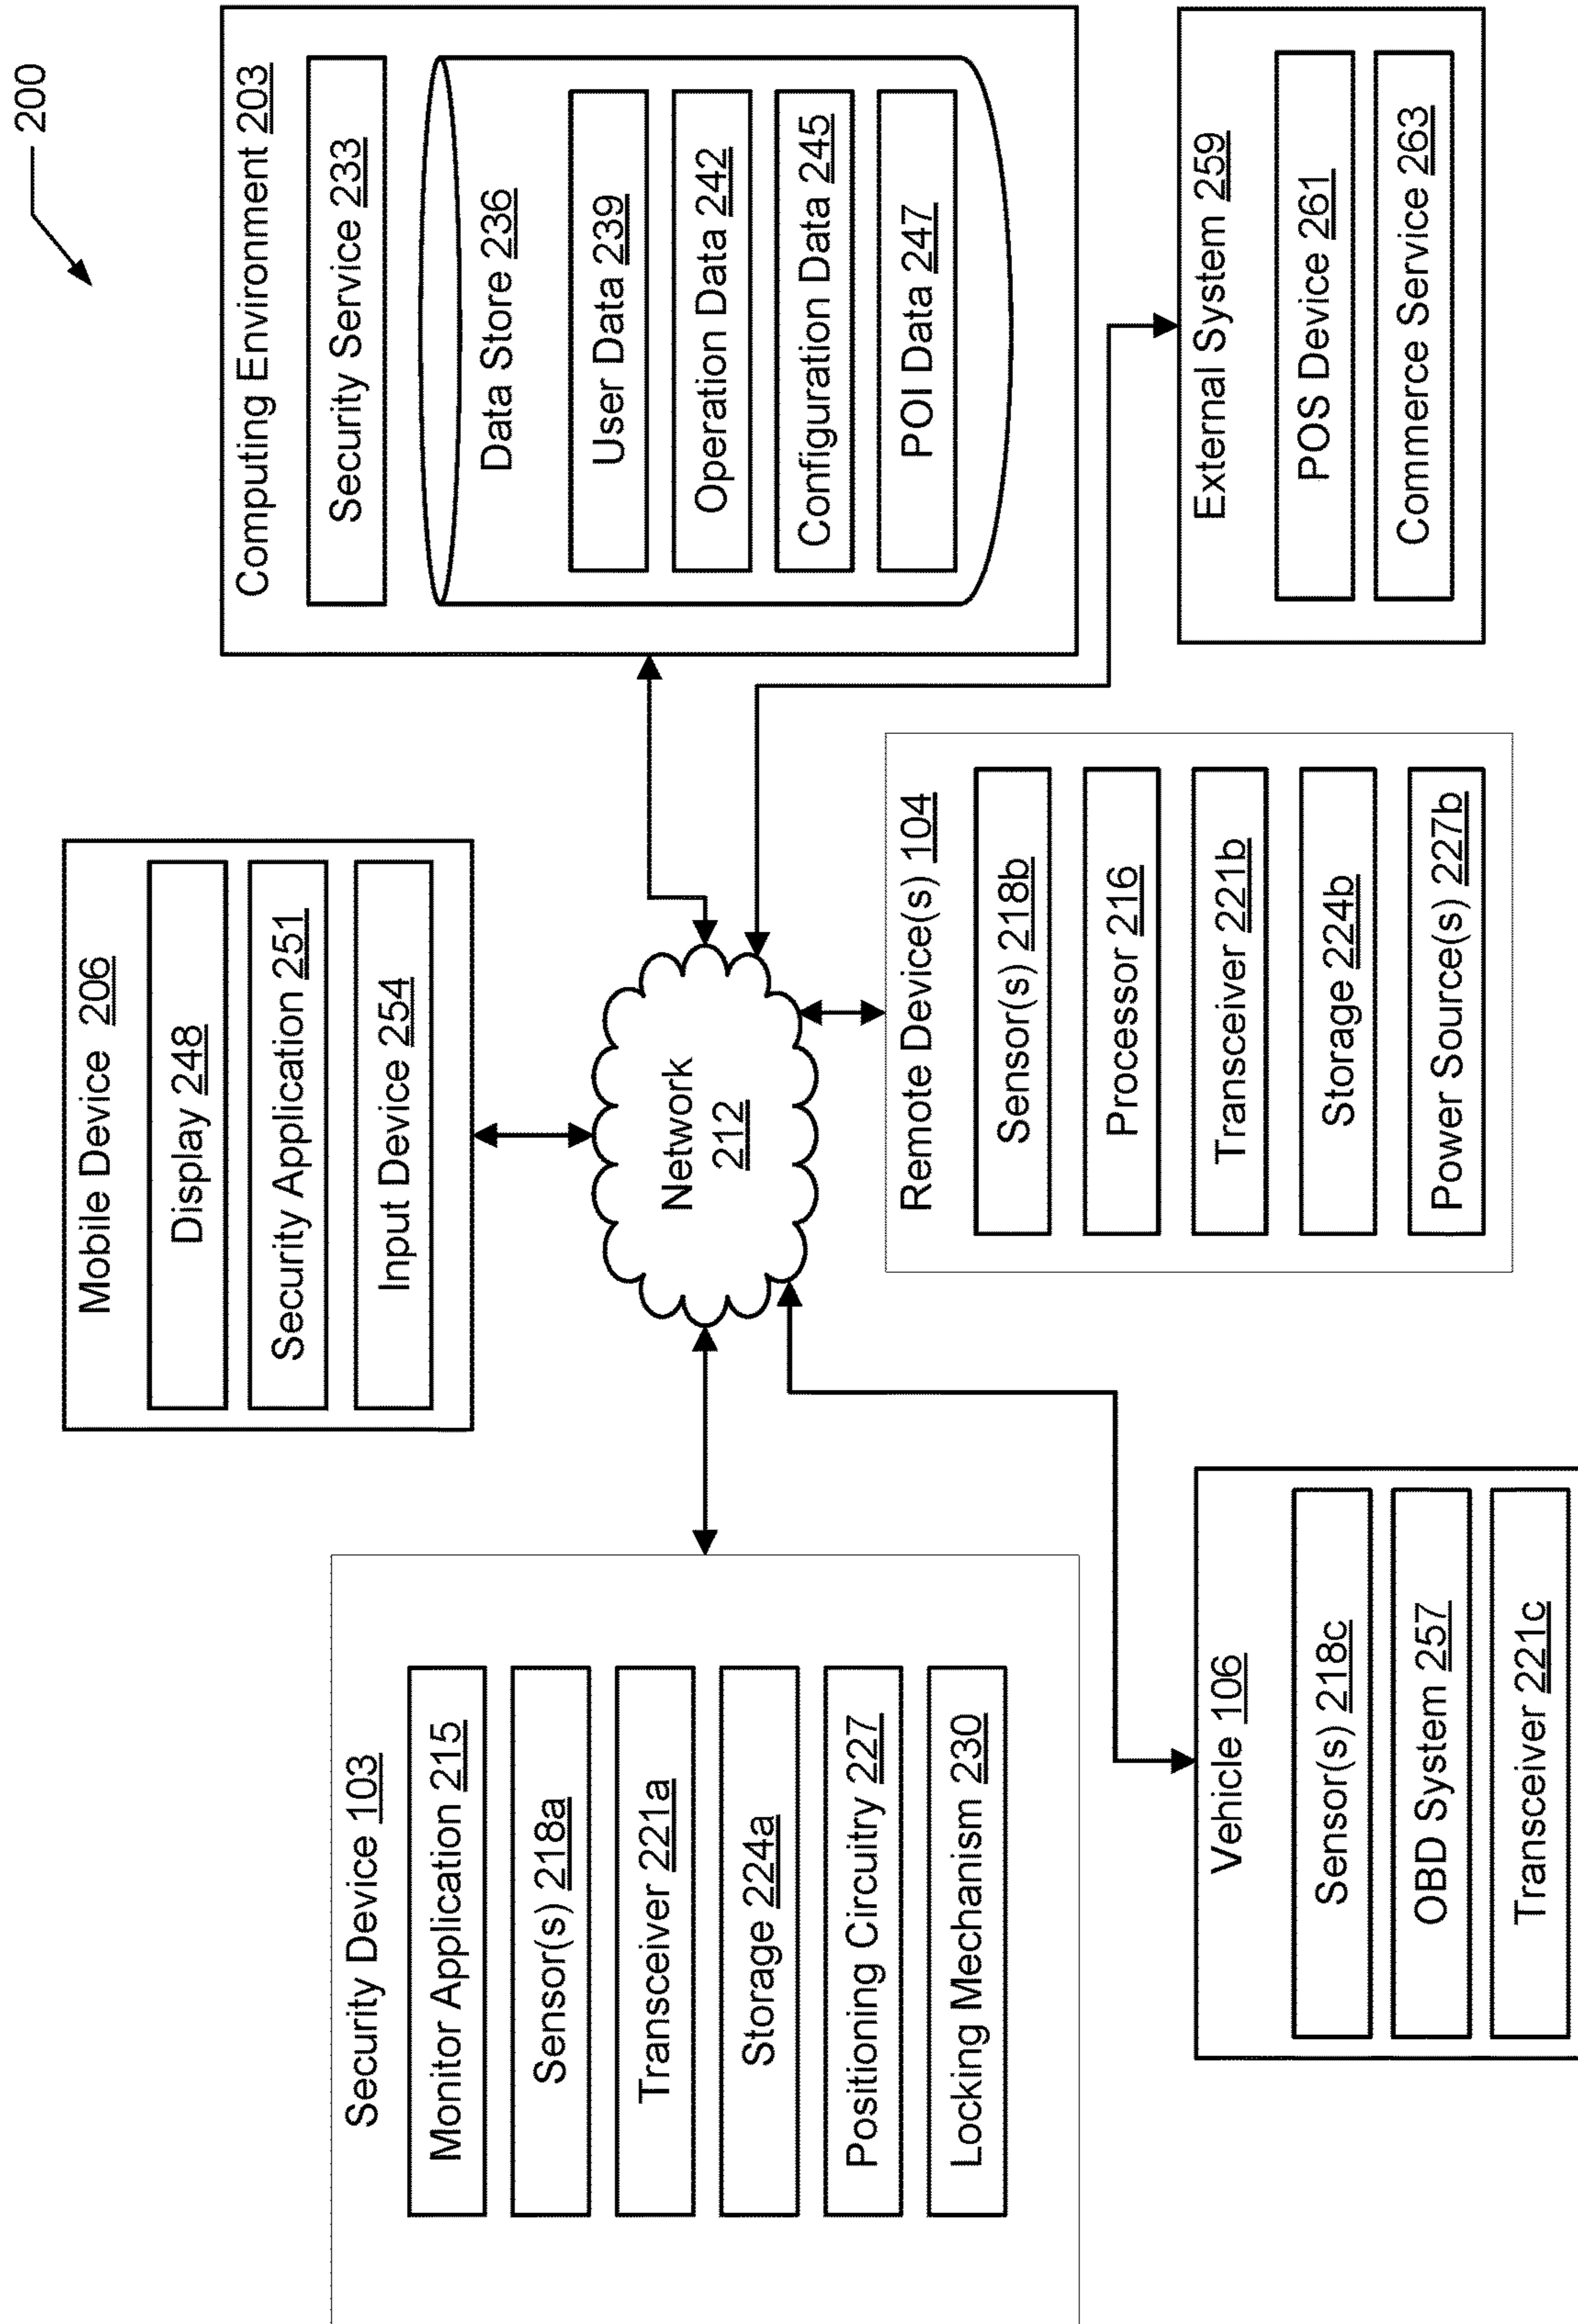 200
Mobile Device 206
Display 248
Security Application 251
Input Device 254
Computing Environment 203
Security Service 233
Data Store 236
User Data 239
Operation Data 242
Configuration Data 245
POI Data 247
Security Device 103
Monitor Application 215
Sensor(s) 218a
Transceiver 221a
Storage 224a
Positioning Circuitry 227
Locking Mechanism 230
Network
212
Remote Device(s) 104
Sensor(s) 218b
Processor 216
Transceiver 221b
Storage 224b
Power Source(s) 227b
Vehicle 106
Sensor(s) 218c
OBD System 257
Transceiver 221c
External System 259
POS Device 261
Commerce Service 263